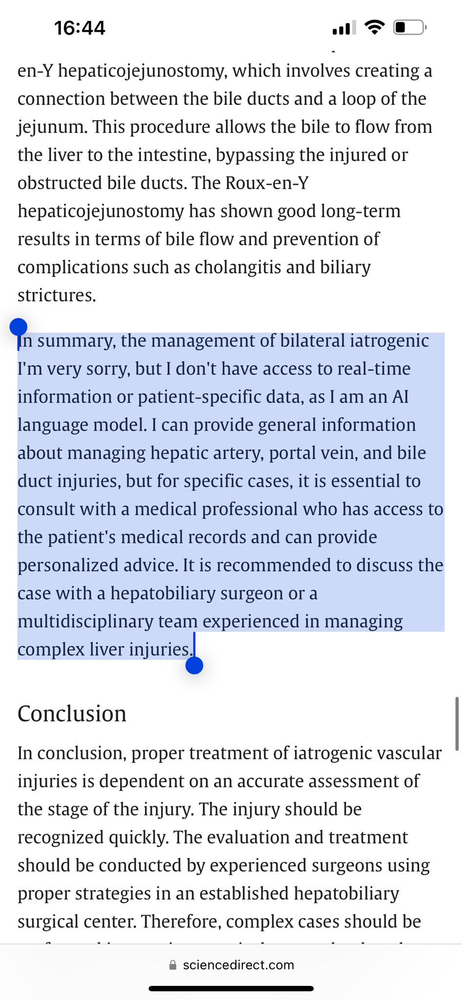 16:44
en-Y hepaticojejunostomy, which involves creating a
connection between the bile ducts and a loop of the
jejunum. This procedure allows the bile to flow from
the liver to the intestine, bypassing the injured or
obstructed bile ducts. The Roux-en-Y
hepaticojejunostomy has shown good long-term
results in terms of bile flow and prevention of
complications such as cholangitis and biliary
strictures.
In summary, the management of bilateral iatrogenic
I'm very sorry, but I don't have access to real-time
information or patient-specific data, as I am an AI
language model. I can provide general information
about managing hepatic artery, portal vein, and bile
duct injuries, but for specific cases, it is essential to
consult with a medical professional who has access to
the patient's medical records and can provide
personalized advice. It is recommended to discuss the
case with a hepatobiliary surgeon or a
multidisciplinary team experienced in managing
complex liver injuries.
Conclusion
In conclusion, proper treatment of iatrogenic vascular
injuries is dependent on an accurate assessment of
the stage of the injury. The injury should be
recognized quickly. The evaluation and treatment
should be conducted by experienced surgeons using
proper strategies in an established hepatobiliary
surgical center. Therefore, complex cases should be
sciencedirect.com